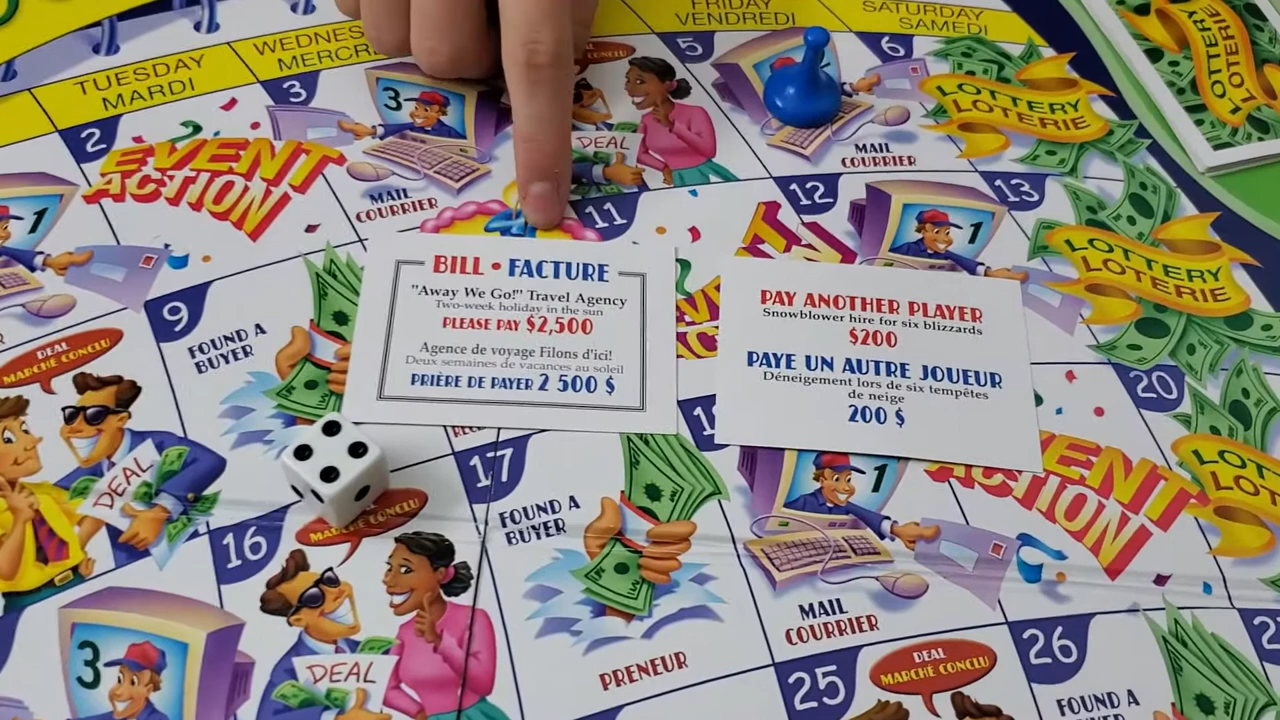 TUESDAY
MARDI
WEDNES
MERCR
FRIDAY
VENDREDI
SATURDAY
SAMEDI
2
EVENT
ACTION
3
3
MAIL
COURRIER
DEAL
5
MAIL
COURRIER
6
LOTTERY
LOTERIE
LOTTERY
LOTERIE
1
9
FOUND A
BUYER
11
12
1
13
LOTTERY
LOTERIE
BILL • FACTURE
"Away We Go!" Travel Agency
Two-week holiday in the sun
PLEASE PAY $2,500
Agence de voyage Filons d'ici!
Deux semaines de vacances au soleil
PRIÈRE DE PAYER 2 500 $
PAY ANOTHER PLAYER
Snowblower hire for six blizzards
$200
PAYE UN AUTRE JOUEUR
Déneigement lors de six tempêtes
de neige
200 $
DEAL
MARCHÉ CONCLU
DEAL
16
MARCHÉ CONCLU
DEAL
17
FOUND A
BUYER
PRENEUR
1
MAIL
COURRIER
EVENT
ACTION
20
3
25
DEAL
MARCHÉ CONCLU
26
FOUND A